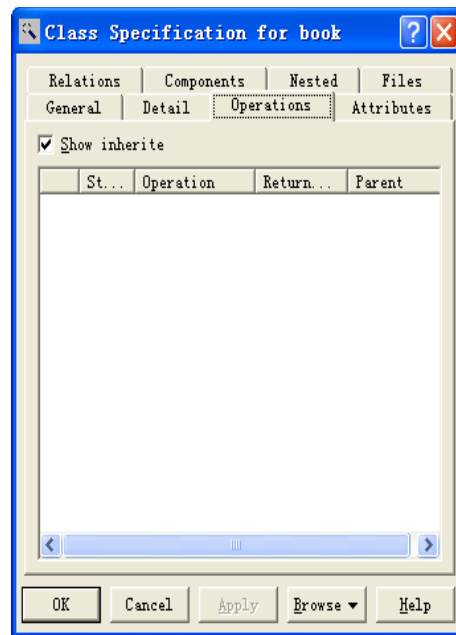 Class Specification for book
Relations Components Nested Files
General Detail Operations Attributes
Show inherite
St... Operation Return... Parent
OK Cancel Apply Browse Help